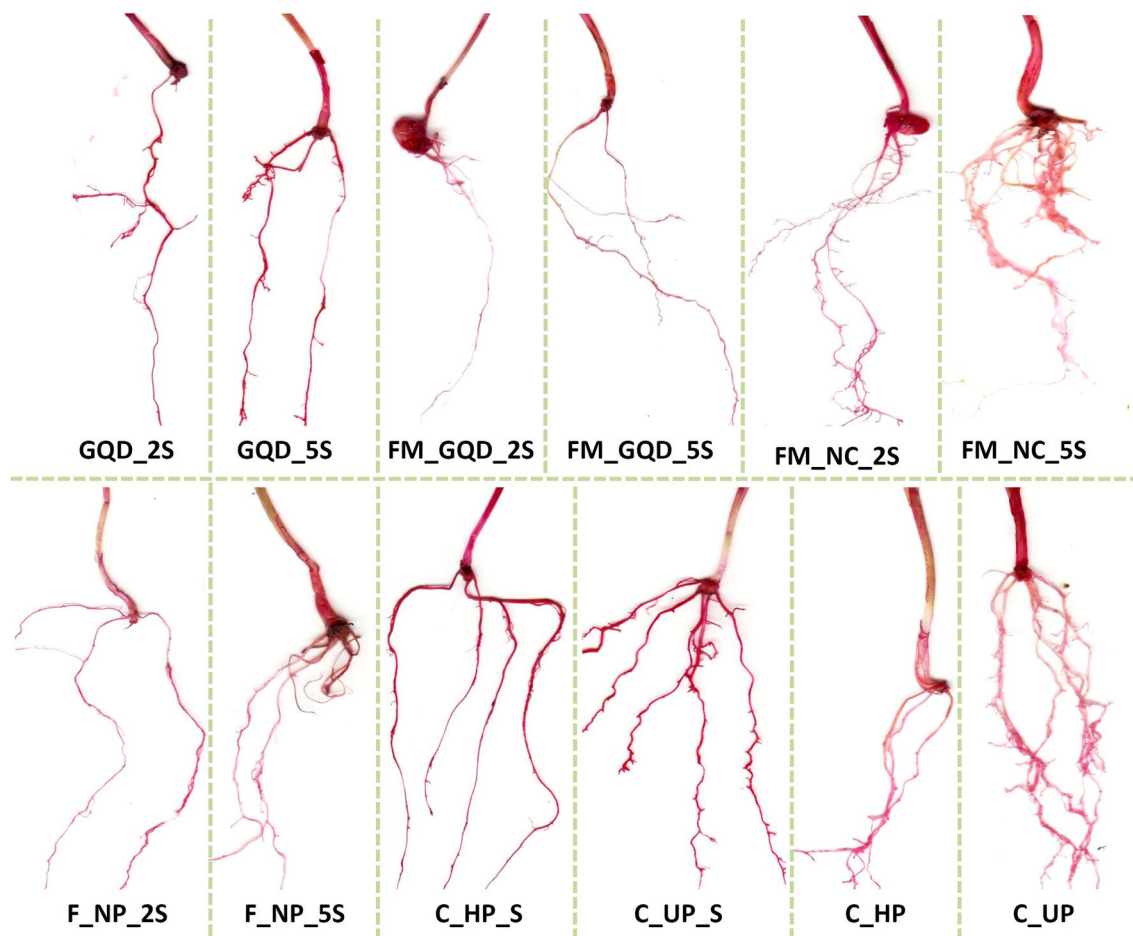 GQD_2S
GQD_5S
FM_GQD_2S
FM_GQD_5S
FM_NC_2S
FM_NC_5S
F_NP_2S
F_NP_5S
C_HP_S
C_UP_S
C_HP
C_UP